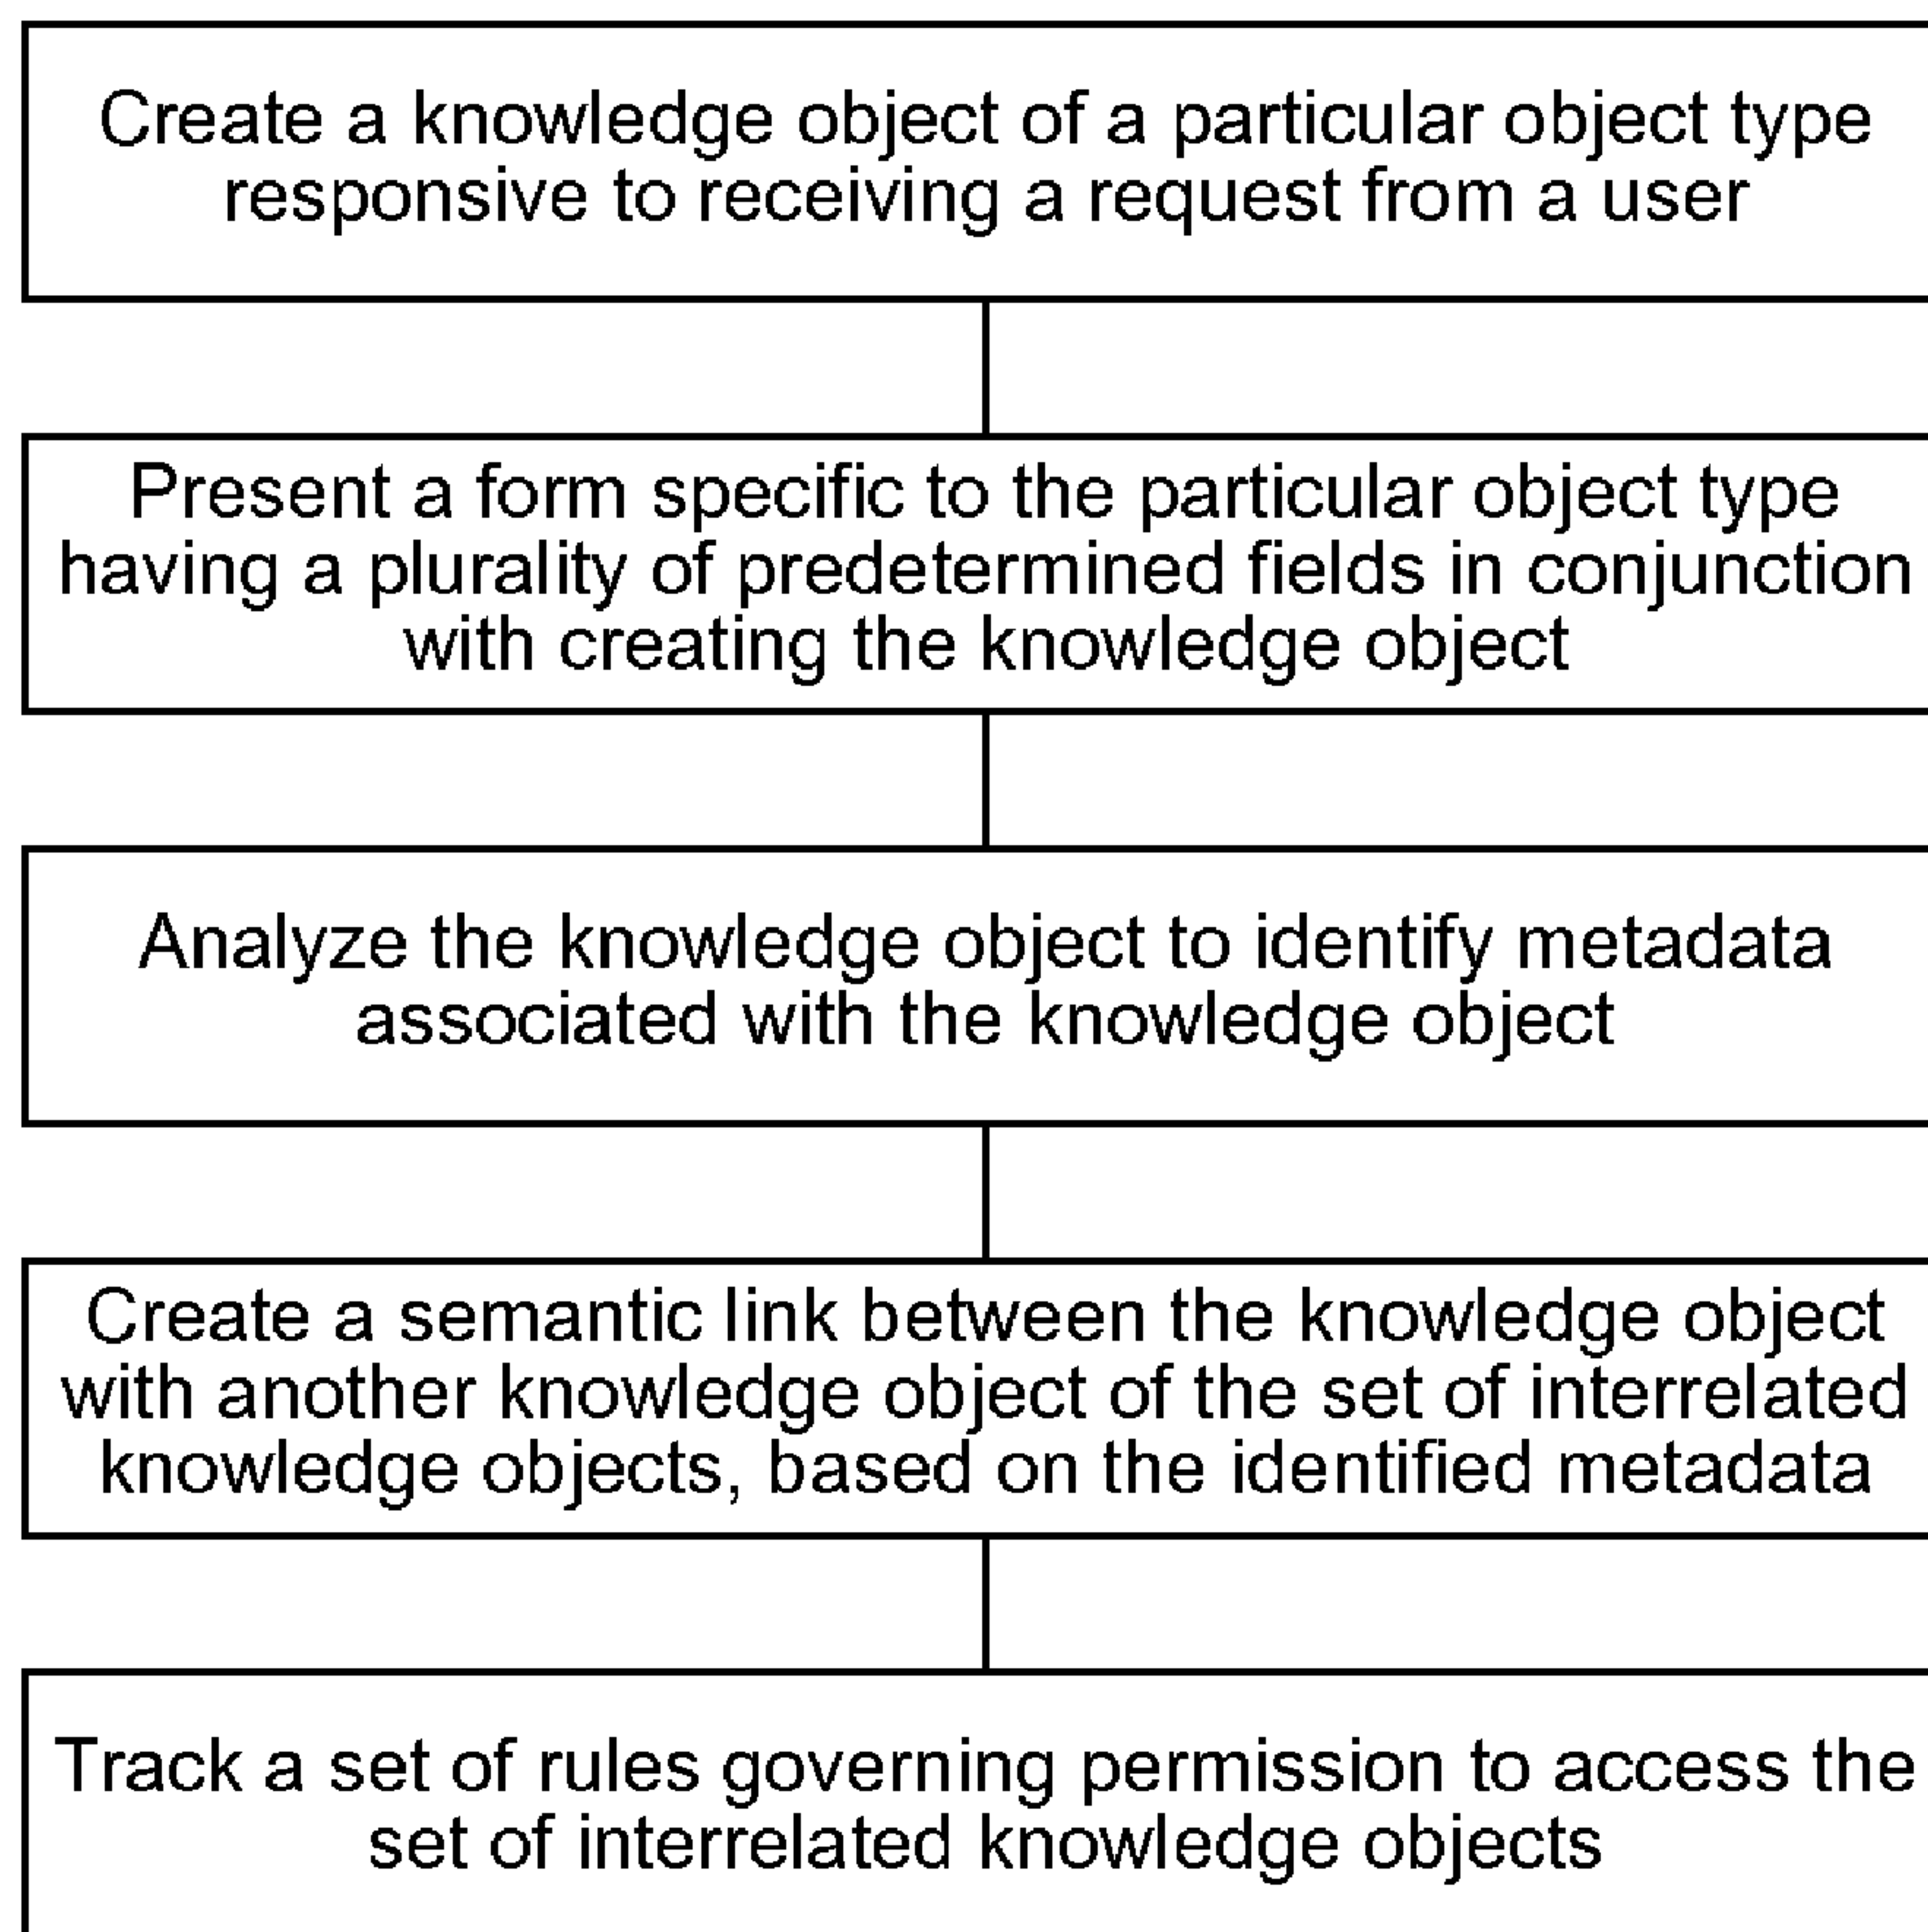 Create a knowledge object of a particular object type
responsive to receiving a request from a user
Present a form specific to the particular object type
having a plurality of predetermined fields in conjunction
with creating the knowledge object
Analyze the knowledge object to identify metadata
associated with the knowledge object
Create a semantic link between the knowledge object
with another knowledge object of the set of interrelated
knowledge objects, based on the identified metadata
Track a set of rules governing permission to access the
set of interrelated knowledge objects